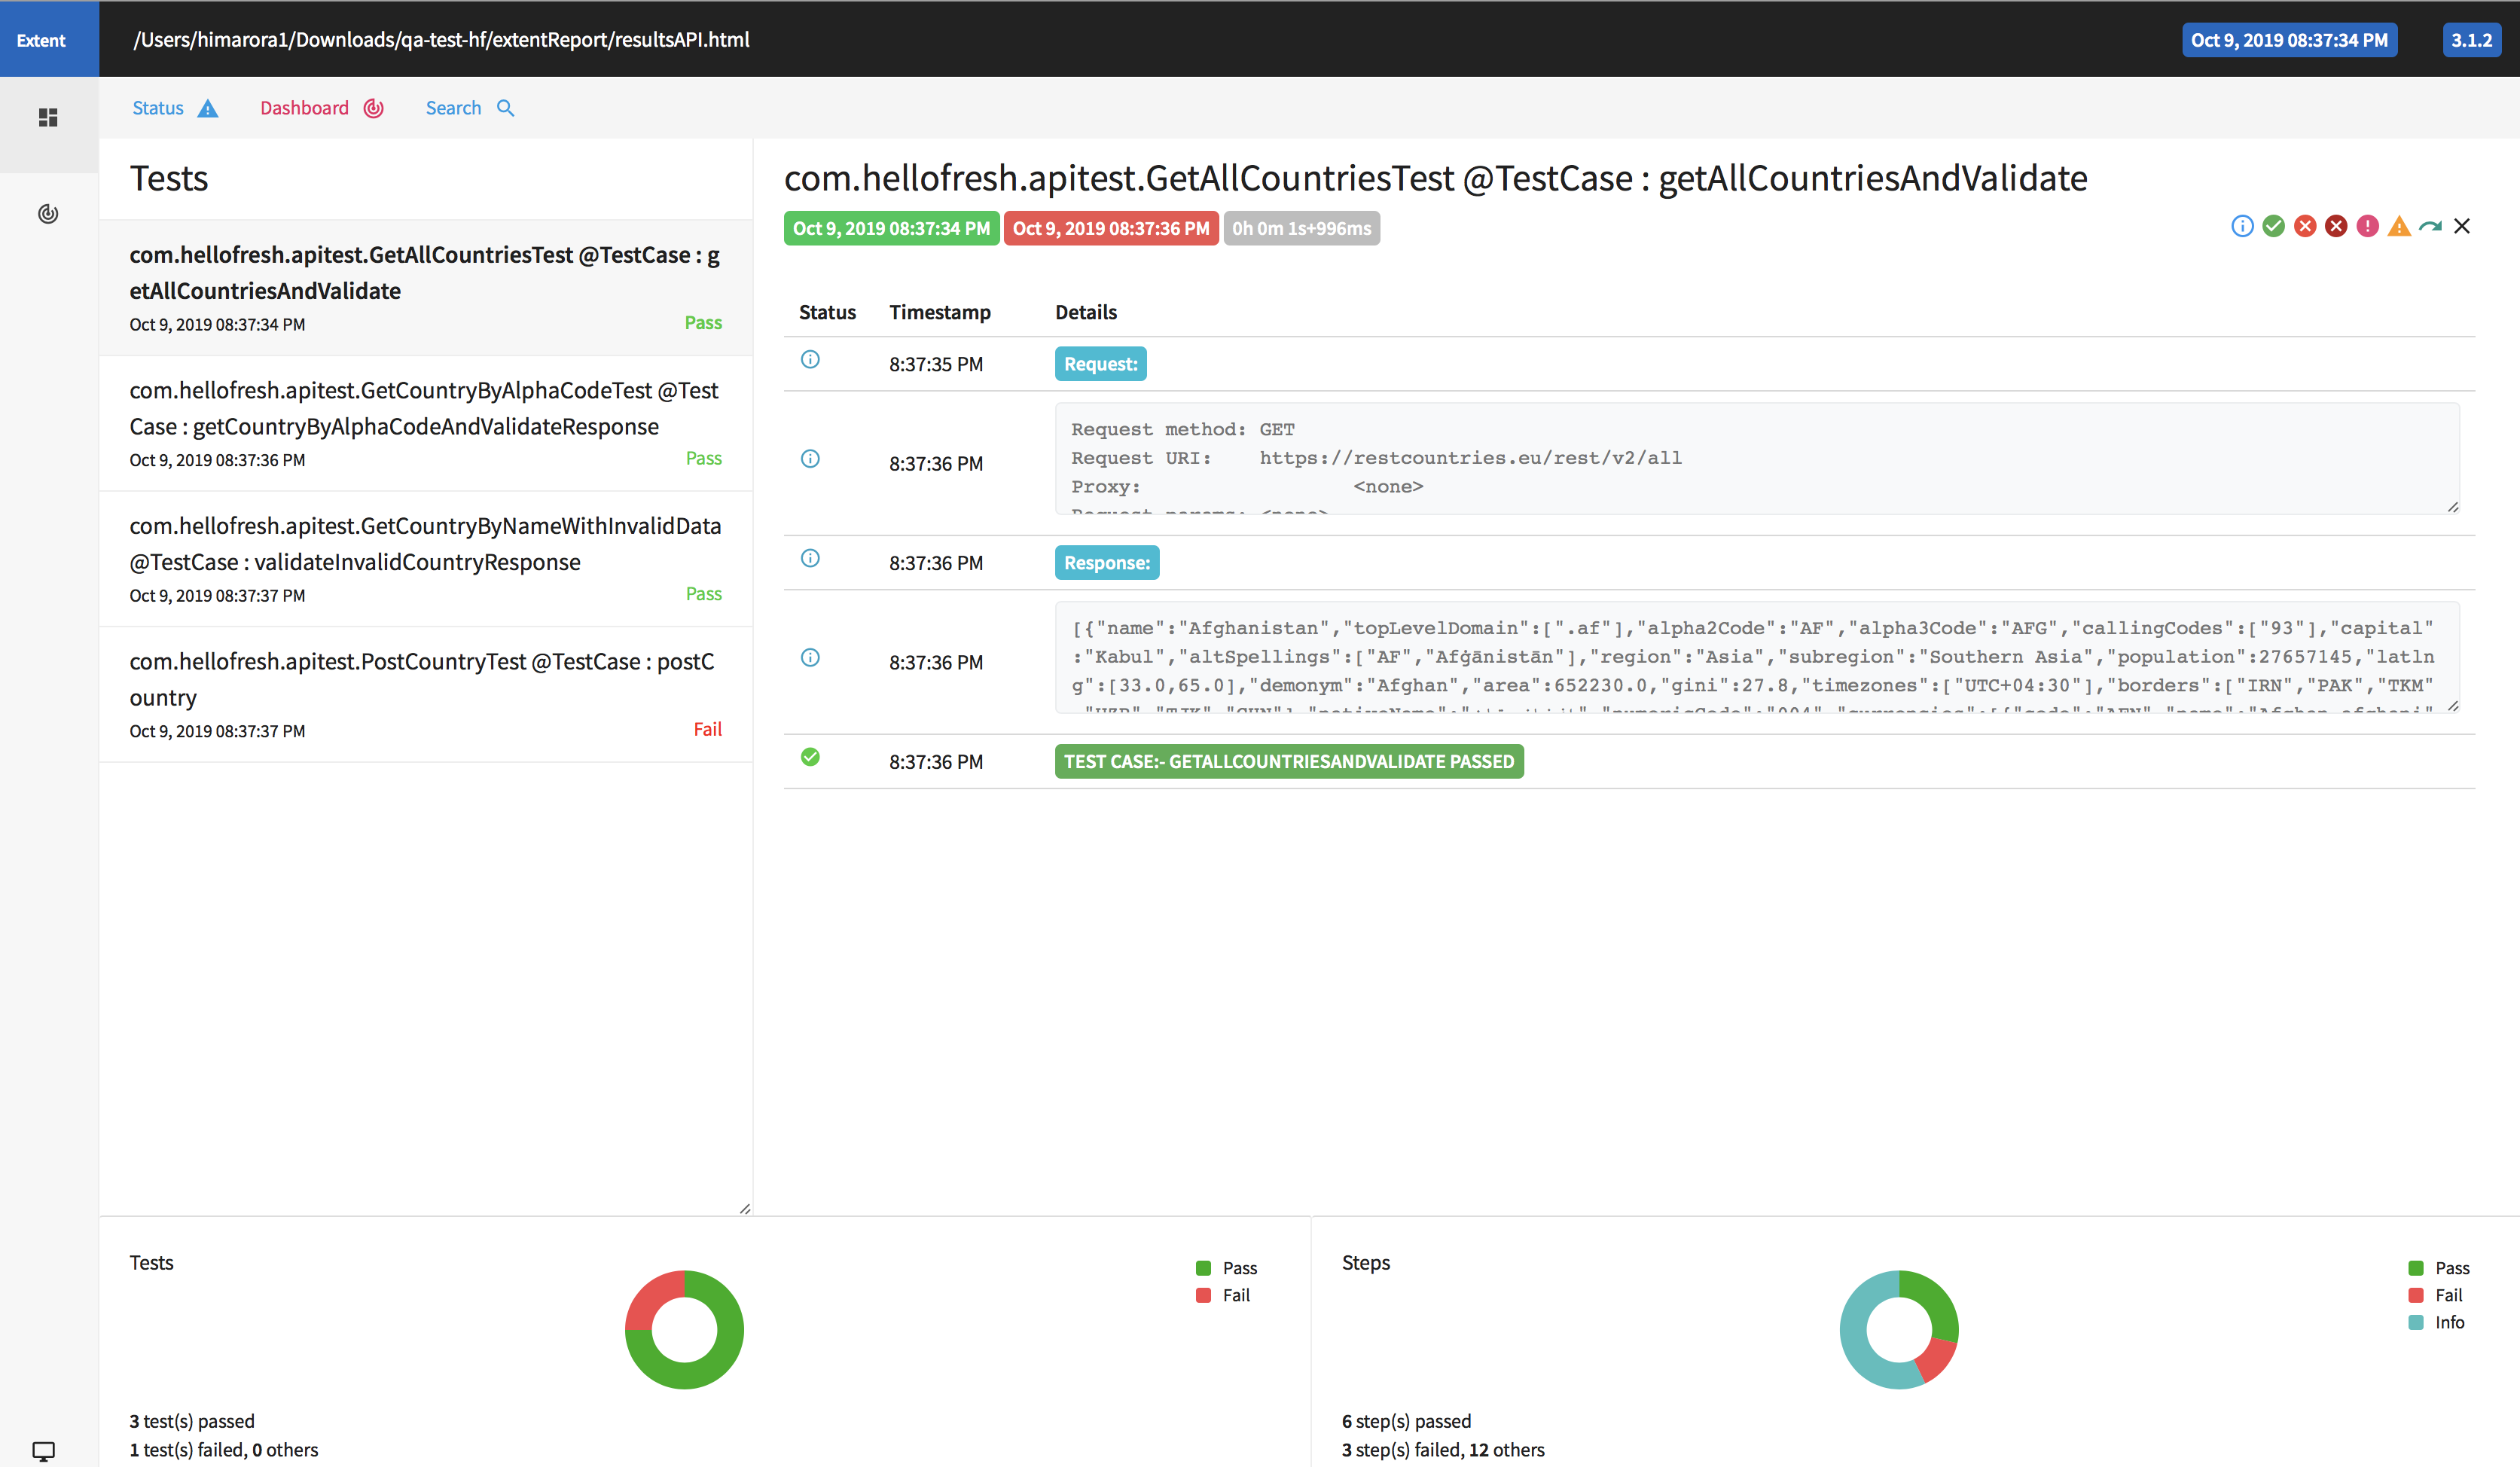 Extent
/Users/himarora1/Downloads/qa-test-hf/extentReport/resultsAPI.html
Oct 9, 2019 08:37:34 PM
3.1.2
Status
Dashboard
Search
Tests
com.hellofresh.apitest.GetAllCountriesTest @TestCase : g
etAllCountriesAndValidate
Oct 9, 2019 08:37:34 PM
Pass
com.hellofresh.apitest.GetCountryByAlphaCodeTest @Test
Case : getCountryByAlphaCodeAndValidateResponse
Oct 9, 2019 08:37:36 PM
Pass
com.hellofresh.apitest.GetCountryByNameWithInvalidData
@TestCase : validateInvalidCountryResponse
Oct 9, 2019 08:37:37 PM
Pass
com.hellofresh.apitest.PostCountryTest @TestCase : postC
ountry
Oct 9, 2019 08:37:37 PM
Fail
com.hellofresh.apitest.GetAllCountriesTest @TestCase : getAllCountriesAndValidate
Oct 9, 2019 08:37:34 PM Oct 9, 2019 08:37:36 PM 0h 0m 1s+996ms
Status Timestamp Details
8:37:35 PM Request:
8:37:36 PM
Request method: GET
Request URI: https://restcountries.eu/rest/v2/all
Proxy: <none>
Request params: <none>
8:37:36 PM Response:
8:37:36 PM
[{"name":"Afghanistan","topLevelDomain":[".af"],"alpha2Code":"AF","alpha3Code":"AFG","callingCodes":["93"],"capital"
:"Kabul","altSpellings":["AF","Afġānistān"],"region":"Asia","subregion":"Southern Asia","population":27657145,"latln
g":[33.0,65.0],"demonym":"Afghan","area":652230.0,"gini":27.8,"timezones":["UTC+04:30"],"borders":["IRN","PAK","TKM"
8:37:36 PM TEST CASE:- GETALLCOUNTRIESANDVALIDATE PASSED
Tests
Pass
Fail
3 test(s) passed
1 test(s) failed, 0 others
Steps
Pass
Fail
Info
6 step(s) passed
3 step(s) failed, 12 others